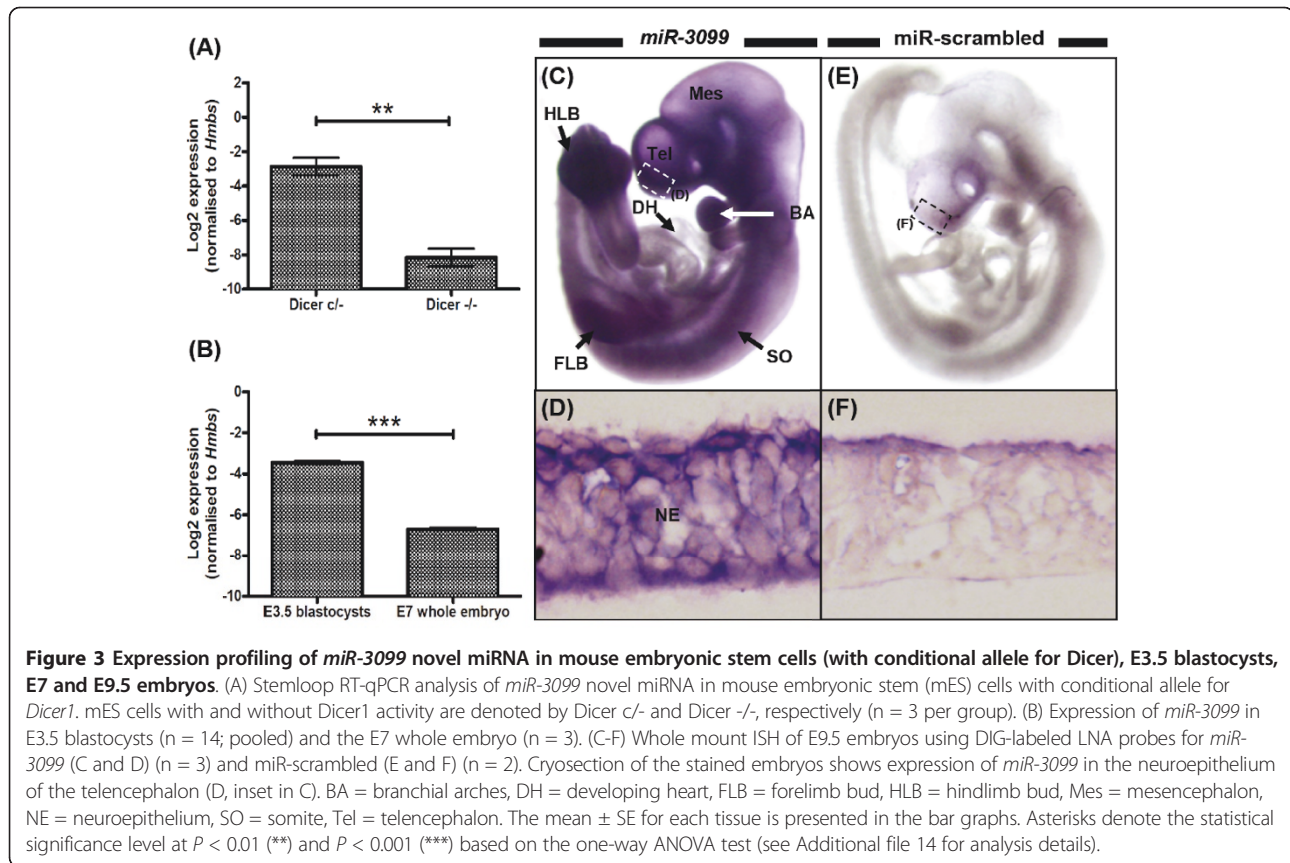 (A)
Log2 expression
(normalised to Hmbs)
2
0
-2
-4
-6
-8
-10
**
Dicer c/-
Dicer -/-
(B)
Log2 expression
(normalised to Hmbs)
0
-2
-4
-6
-8
-10
***
E3.5 blastocysts
E7 whole embryo
miR-3099
(C)
Mes
HLB
Tel
(D)
DH
BA
FLB
SO
miR-scrambled
(E)
(F)
(D)
NE
(F)
Figure 3 Expression profiling of miR-3099 novel miRNA in mouse embryonic stem cells (with conditional allele for Dicer), E3.5 blastocysts,
E7 and E9.5 embryos. (A) Stemloop RT-qPCR analysis of miR-3099 novel miRNA in mouse embryonic stem (mES) cells with conditional allele for
Dicer1. mES cells with and without Dicer1 activity are denoted by Dicer c/- and Dicer -/-, respectively (n = 3 per group). (B) Expression of miR-3099 in
E3.5 blastocysts (n = 14; pooled) and the E7 whole embryo (n = 3). (C-F) Whole mount ISH of E9.5 embryos using DIG-labeled LNA probes for miR-
3099 (C and D) (n = 3) and miR-scrambled (E and F) (n = 2). Cryosection of the stained embryos shows expression of miR-3099 in the neuroepithelium
of the telencephalon (D, inset in C). BA = branchial arches, DH = developing heart, FLB = forelimb bud, HLB = hindlimb bud, Mes = mesencephalon,
NE = neuroepithelium, SO = somite, Tel = telencephalon. The mean ± SE for each tissue is presented in the bar graphs. Asterisks denote the statistical
significance level at P < 0.01 (**) and P < 0.001 (***) based on the one-way ANOVA test (see Additional file 14 for analysis details).